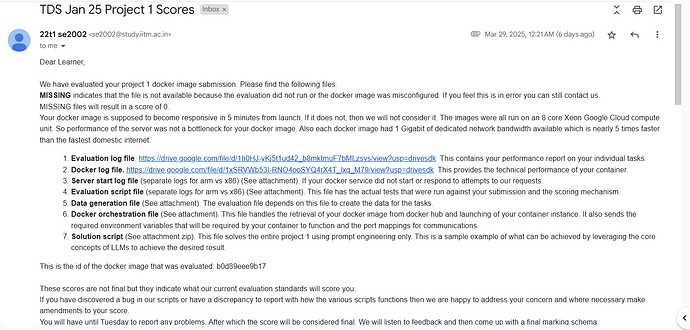 TDS Jan 25 Project 1 Scores
Inbox ×
22t1 se2002 <se2002@study.iitm.ac.in>
Mar 29, 2025, 12:21 AM (6 days ago)
to me
Dear Learner,
We have evaluated your project 1 docker image submission. Please find the following files.
MISSING indicates that the file is not available because the evaluation did not run or the docker image was misconfigured. If you feel this is in error you can still contact us.
MISSING files will result in a score of 0.
Your docker image is supposed to become responsive in 5 minutes from launch. If it does not, then we will not consider it. The images were all run on an 8 core Xeon Google Cloud compute
unit. So performance of the server was not a bottleneck for your docker image. Also each docker image had 1 Gigabit of dedicated network bandwidth available which is nearly 5 times faster
than the fastest domestic internet.
1. Evaluation log file. This contains your performance report on your individual tasks.
2. Docker log file. This provides the technical performance of your container.
3. Server start log file (separate logs for arm vs x86) (See attachment). If your docker service did not start or respond to attempts to our requests.
4. Evaluation script file (separate logs for arm vs x86) (See attachment). This has the actual tests that were run against your submission and the scoring mechanism.
5. Data generation file (See attachment). The evaluation file depends on this file to create the data for the tasks.
6. Docker orchestration file (See attachment). This file handles the retrieval of your docker image from docker hub and launching of your container instance. It also sends the
required environment variables that will be required by your container to function and the port mappings for communications.
7. Solution script (See attachment zip). This file solves the entire project 1 using prompt engineering only. This is a sample example of what can be achieved by leveraging the core
concepts of LLMs to achieve the desired result.
This is the id of the docker image that was evaluated: b0d89eee9b17
These scores are not final but they indicate what our current evaluation standards will score you.
If you have discovered a bug in our scripts or have a discrepancy to report with how the various scripts functions then we are happy to address your concern and where necessary make
amendments to your score.
You will have until Tuesday to report any problems. After which the score will be considered final. We will listen to feedback and then come up with a final marking schema.